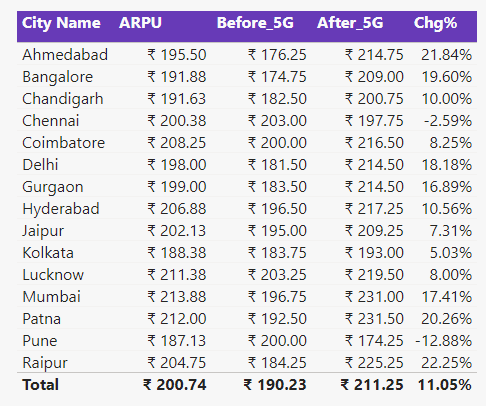 City Name ARPU Before_5G After_5G Chg%
Ahmedabad ₹ 195.50 ₹ 176.25 ₹ 214.75 21.84%
Bangalore ₹ 191.88 ₹ 174.75 ₹ 209.00 19.60%
Chandigarh ₹ 191.63 ₹ 182.50 ₹ 200.75 10.00%
Chennai ₹ 200.38 ₹ 203.00 ₹ 197.75 -2.59%
Coimbatore ₹ 208.25 ₹ 200.00 ₹ 216.50 8.25%
Delhi ₹ 198.00 ₹ 181.50 ₹ 214.50 18.18%
Gurgaon ₹ 199.00 ₹ 183.50 ₹ 214.50 16.89%
Hyderabad ₹ 206.88 ₹ 196.50 ₹ 217.25 10.56%
Jaipur ₹ 202.13 ₹ 195.00 ₹ 209.25 7.31%
Kolkata ₹ 188.38 ₹ 183.75 ₹ 193.00 5.03%
Lucknow ₹ 211.38 ₹ 203.25 ₹ 219.50 8.00%
Mumbai ₹ 213.88 ₹ 196.75 ₹ 231.00 17.41%
Patna ₹ 212.00 ₹ 192.50 ₹ 231.50 20.26%
Pune ₹ 187.13 ₹ 200.00 ₹ 174.25 -12.88%
Raipur ₹ 204.75 ₹ 184.25 ₹ 225.25 22.25%
Total ₹ 200.74 ₹ 190.23 ₹ 211.25 11.05%